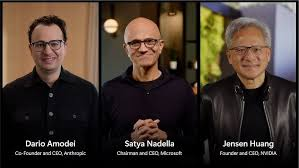 Dario Amodei
Co-Founder and CEO, Anthropic
Satya Nadella
Chairman and CEO, Microsoft
Jensen Huang
Founder and CEO, NVIDIA